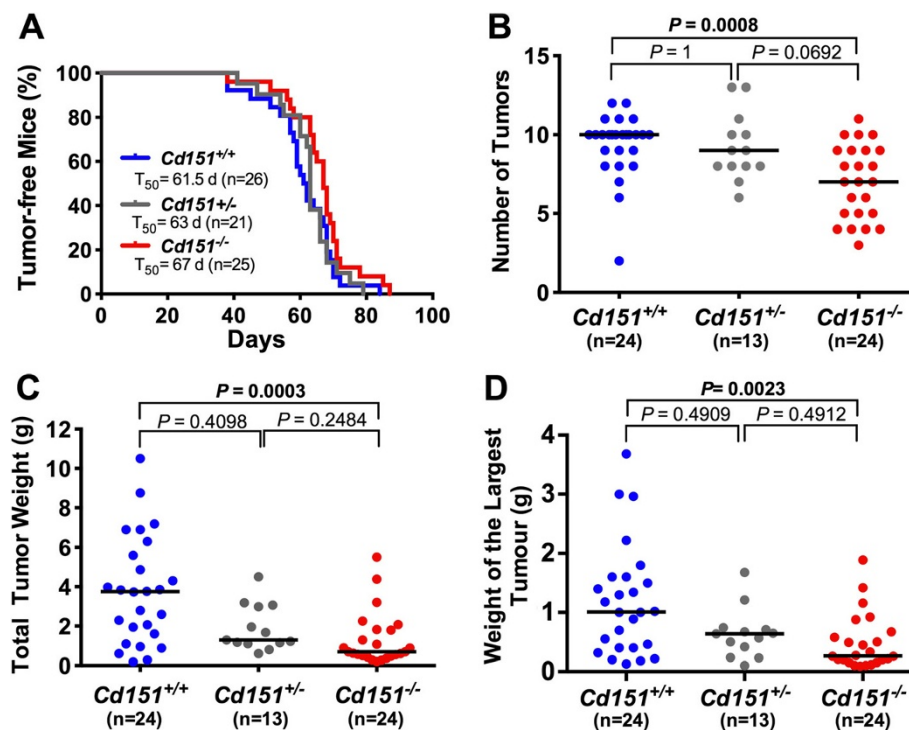 A
Tumor-free Mice (%)
100
80
60
40
20
0
Cd151+/+
T50= 61.5 d (n=26)
Cd151+/-
T50= 63 d (n=21)
Cd151-/-
T50= 67 d (n=25)
0 20 40 60 80 100
Days
B
P = 0.0008
P = 1
P = 0.0692
Number of Tumors
15
10
5
0
Cd151+/+ Cd151+/- Cd151-/-
(n=24) (n=13) (n=24)
C
P = 0.0003
P = 0.4098
P = 0.2484
Total Tumor Weight (g)
12
10
8
6
4
2
0
Cd151+/+ Cd151+/- Cd151-/-
(n=24) (n=13) (n=24)
D
P= 0.0023
P = 0.4909
P = 0.4912
Weight of the Largest
Tumour (g)
4
3
2
1
0
Cd151+/+ Cd151+/- Cd151-/-
(n=24) (n=13) (n=24)